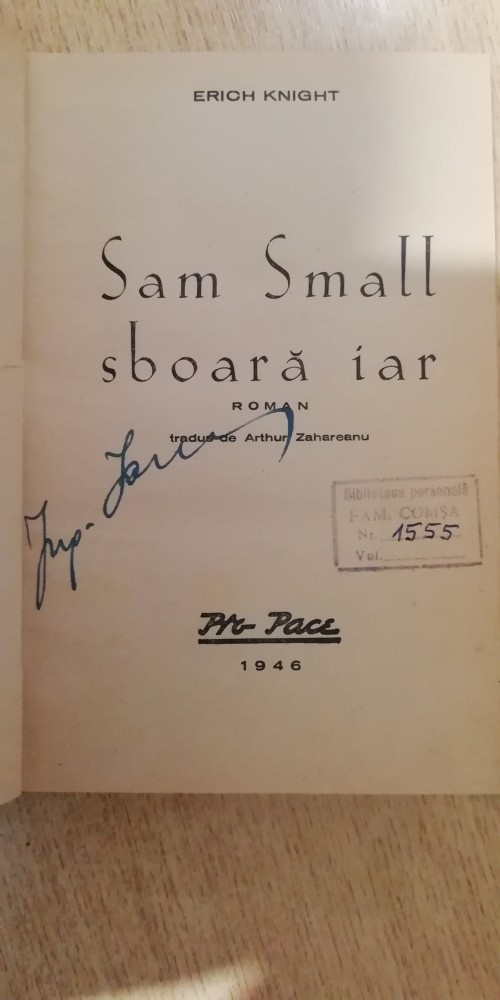 ERICH KNIGHT
Sam Small
sboară iar
ROMAN
tradus de Arthur Zahareanu
Ing.
Biblioteca personală
FAM. COMŞA
Nr. 1555
Vol.
Pro Pace
1946